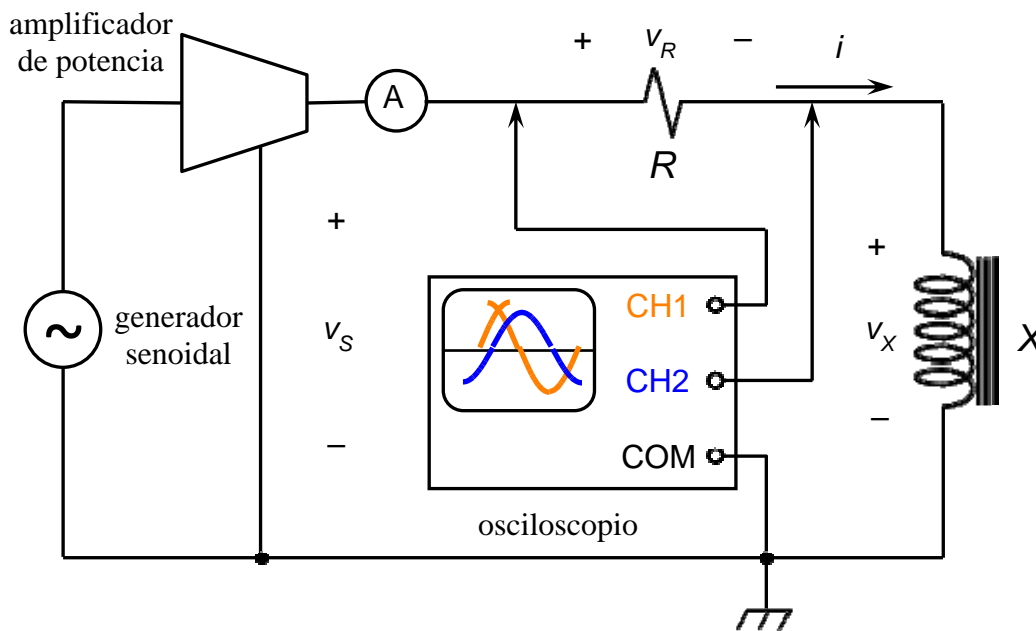 amplificador
de potencia
+ v_R –
i
A
R
+
v_S
–
generador
senoidal
~
CH1
CH2
COM
osciloscopio
+
v_X
–
X